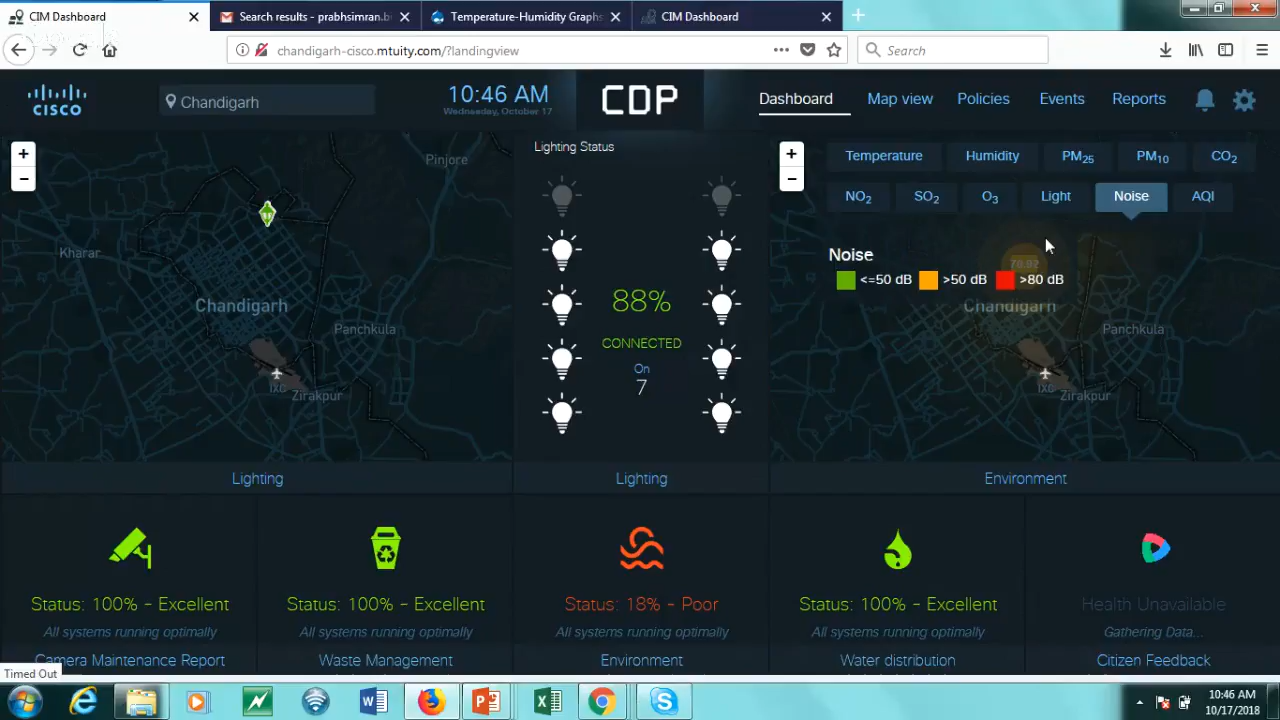 CIM Dashboard
Search results - prabhsimran.bi
Temperature-Humidity Graphs
CIM Dashboard
chandigarh-cisco.mtuity.com/?landingview
Search
CISCO
Chandigarh
10:46 AM
Wednesday, October 17
CDP
Dashboard
Map view
Policies
Events
Reports
+
−
Pinjore
Kharar
Chandigarh
Panchkula
IXC
Zirakpur
Lighting
Lighting Status
88%
CONNECTED
On
7
Lighting
+
−
Temperature
Humidity
PM25
PM10
CO2
NO2
SO2
O3
Light
Noise
AQI
Noise
70.92
<=50 dB
>50 dB
>80 dB
Chandigarh
Panchkula
IXC
Zirakpur
Environment
Status: 100% - Excellent
All systems running optimally
Camera Maintenance Report
Status: 100% - Excellent
All systems running optimally
Waste Management
Status: 18% - Poor
All systems running optimally
Environment
Status: 100% - Excellent
All systems running optimally
Water distribution
Health Unavailable
Gathering Data...
Citizen Feedback
Timed Out
10:46 AM
10/17/2018